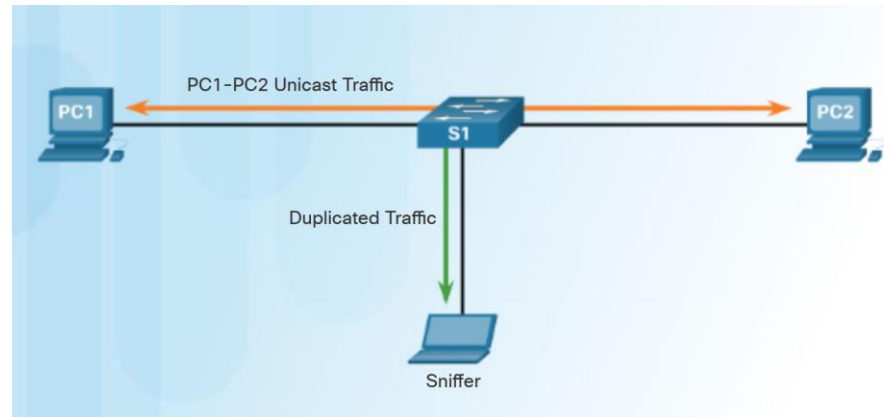 PC1-PC2 Unicast Traffic
PC1
S1
PC2
Duplicated Traffic
Sniffer